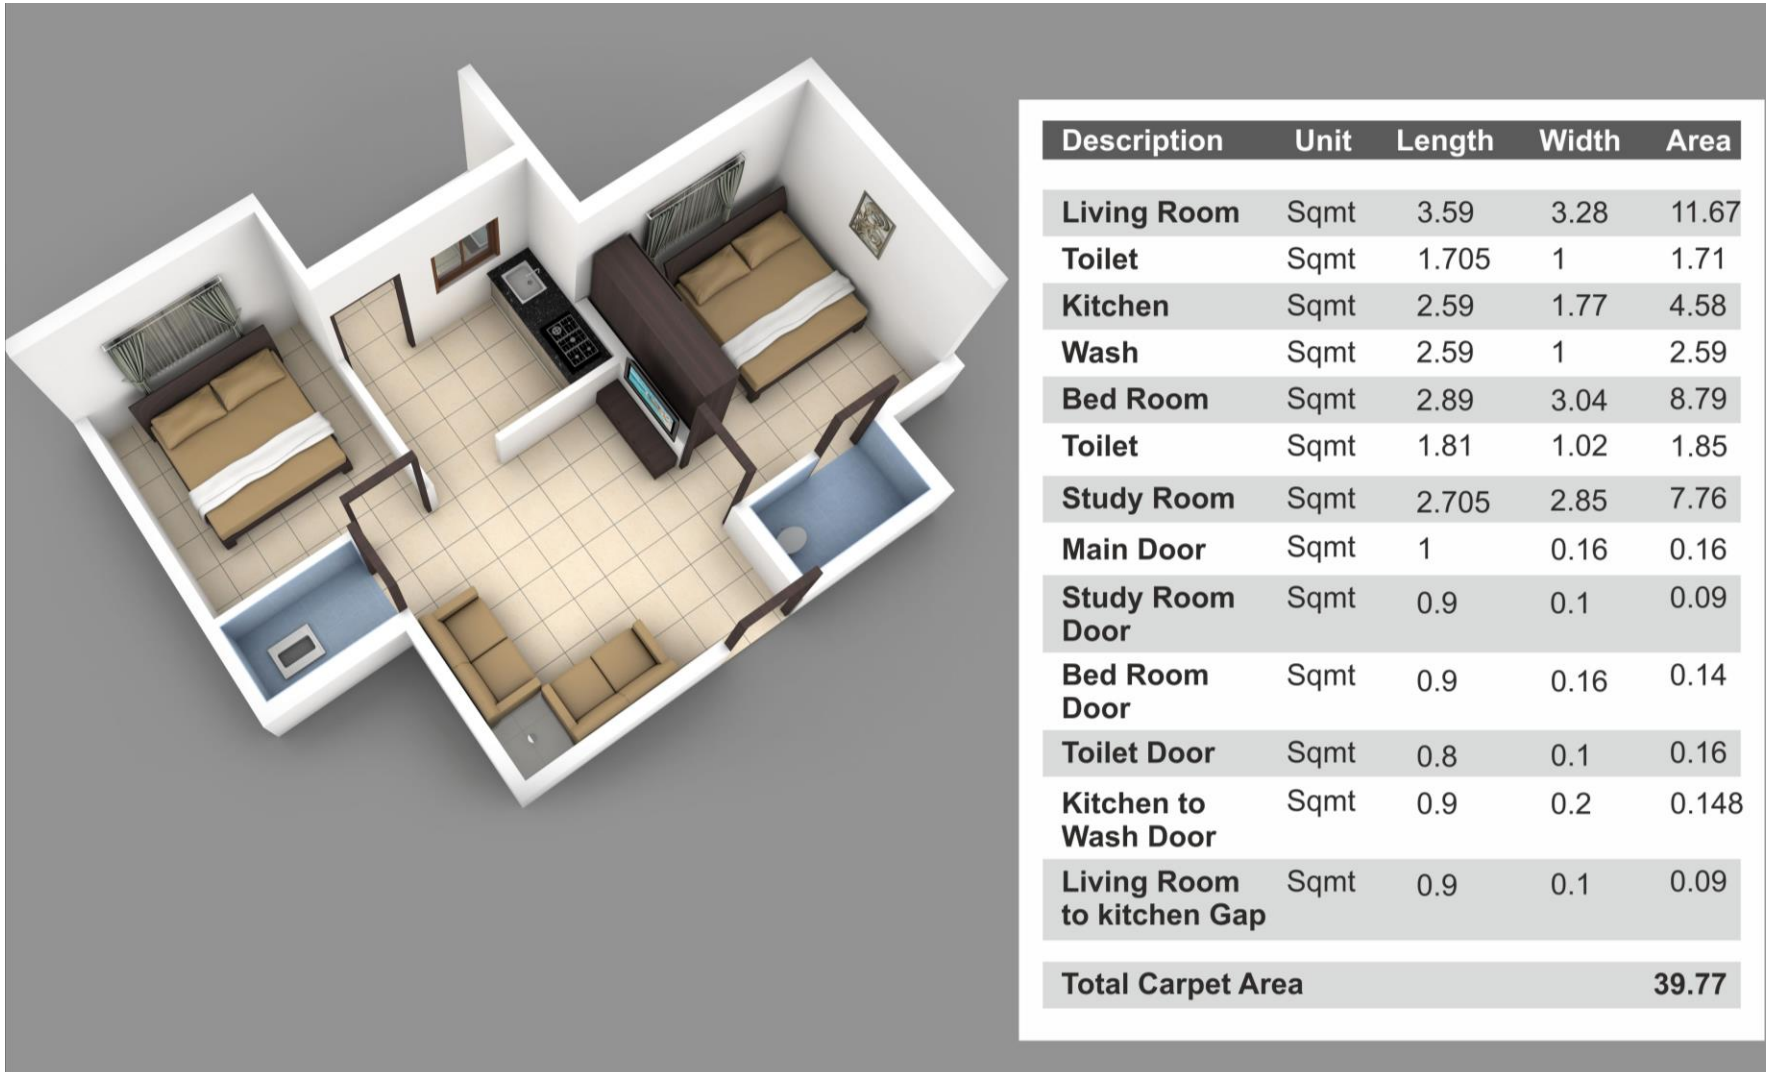 Description Unit Length Width Area
Living Room Sqmt 3.59 3.28 11.67
Toilet Sqmt 1.705 1 1.71
Kitchen Sqmt 2.59 1.77 4.58
Wash Sqmt 2.59 1 2.59
Bed Room Sqmt 2.89 3.04 8.79
Toilet Sqmt 1.81 1.02 1.85
Study Room Sqmt 2.705 2.85 7.76
Main Door Sqmt 1 0.16 0.16
Study Room Sqmt 0.9 0.1 0.09
Door
Bed Room Sqmt 0.9 0.16 0.14
Door
Toilet Door Sqmt 0.8 0.1 0.16
Kitchen to Sqmt 0.9 0.2 0.148
Wash Door
Living Room Sqmt 0.9 0.1 0.09
to kitchen Gap
Total Carpet Area 39.77